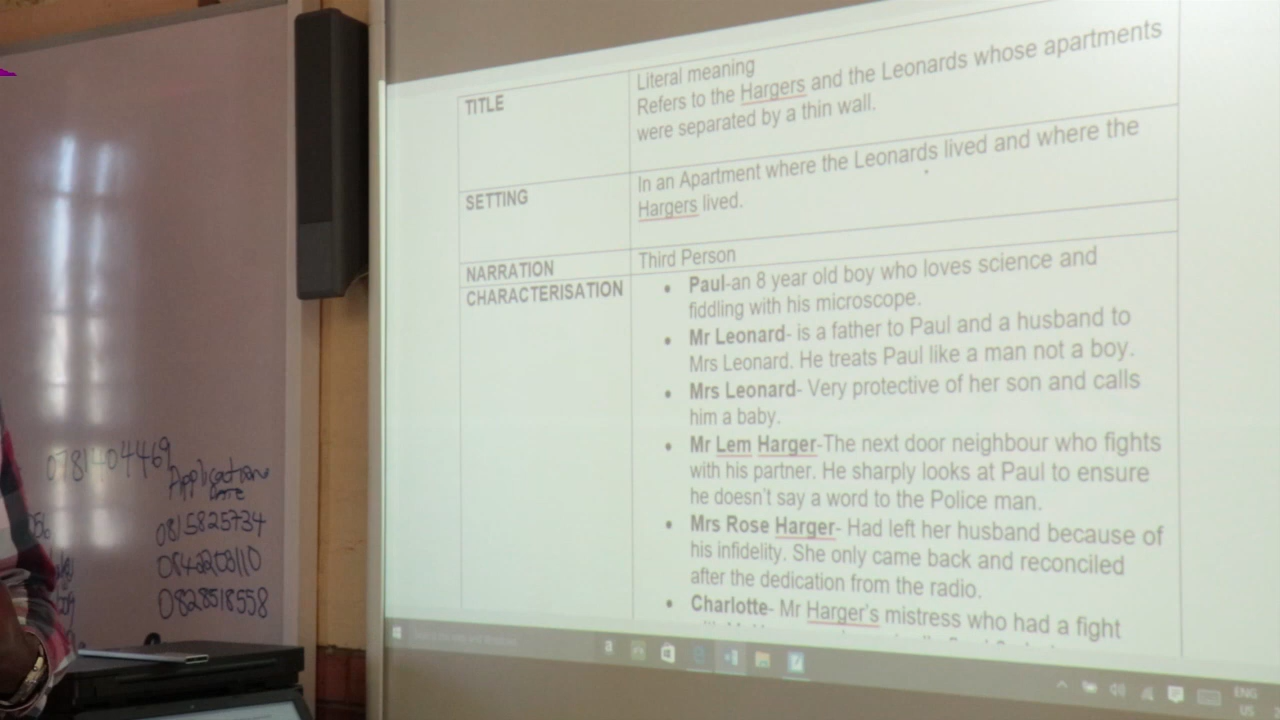 TITLE
Literal meaning
Refers to the Hargers and the Leonards whose apartments
were separated by a thin wall.
SETTING
In an Apartment where the Leonards lived and where the
Hargers lived.
NARRATION
Third Person
CHARACTERISATION
• Paul-an 8 year old boy who loves science and
fiddling with his microscope.
• Mr Leonard- is a father to Paul and a husband to
Mrs Leonard. He treats Paul like a man not a boy.
• Mrs Leonard- Very protective of her son and calls
him a baby.
• Mr Lem Harger-The next door neighbour who fights
with his partner. He sharply looks at Paul to ensure
he doesn't say a word to the Police man.
• Mrs Rose Harger- Had left her husband because of
his infidelity. She only came back and reconciled
after the dedication from the radio.
• Charlotte- Mr Harger's mistress who had a fight
ENG
US
0781404469
Application
0815825734
0842203110
0828518558